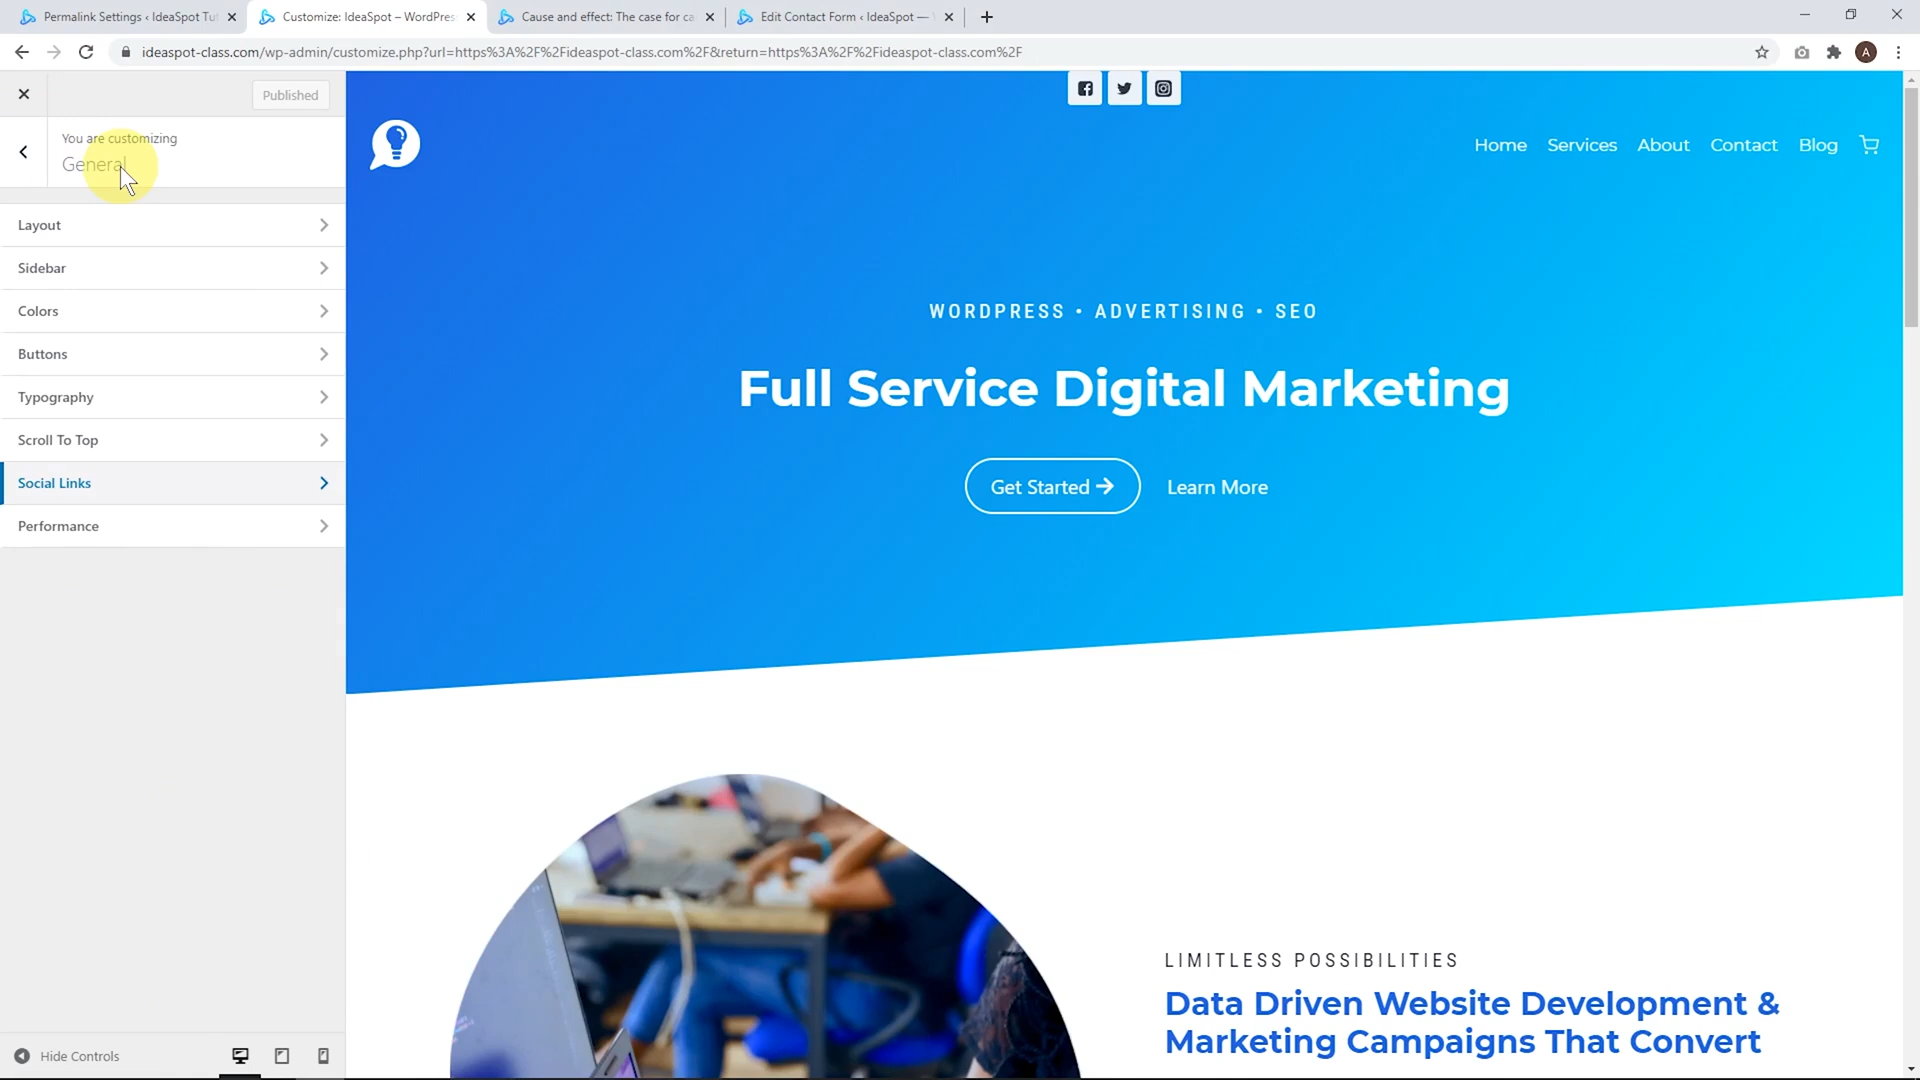 Permalink Settings ‹ IdeaSpot Tut
Customize: IdeaSpot – WordPress
Cause and effect: The case for ca
Edit Contact Form ‹ IdeaSpot —
ideaspot-class.com/wp-admin/customize.php?url=https%3A%2F%2Fideaspot-class.com%2F&return=https%3A%2F%2Fideaspot-class.com%2F
A
Published
You are customizing
General
Layout
Sidebar
Colors
Buttons
Typography
Scroll To Top
Social Links
Performance
Hide Controls
Home Services About Contact Blog
WORDPRESS • ADVERTISING • SEO
Full Service Digital Marketing
Get Started
Learn More
LIMITLESS POSSIBILITIES
Data Driven Website Development &
Marketing Campaigns That Convert